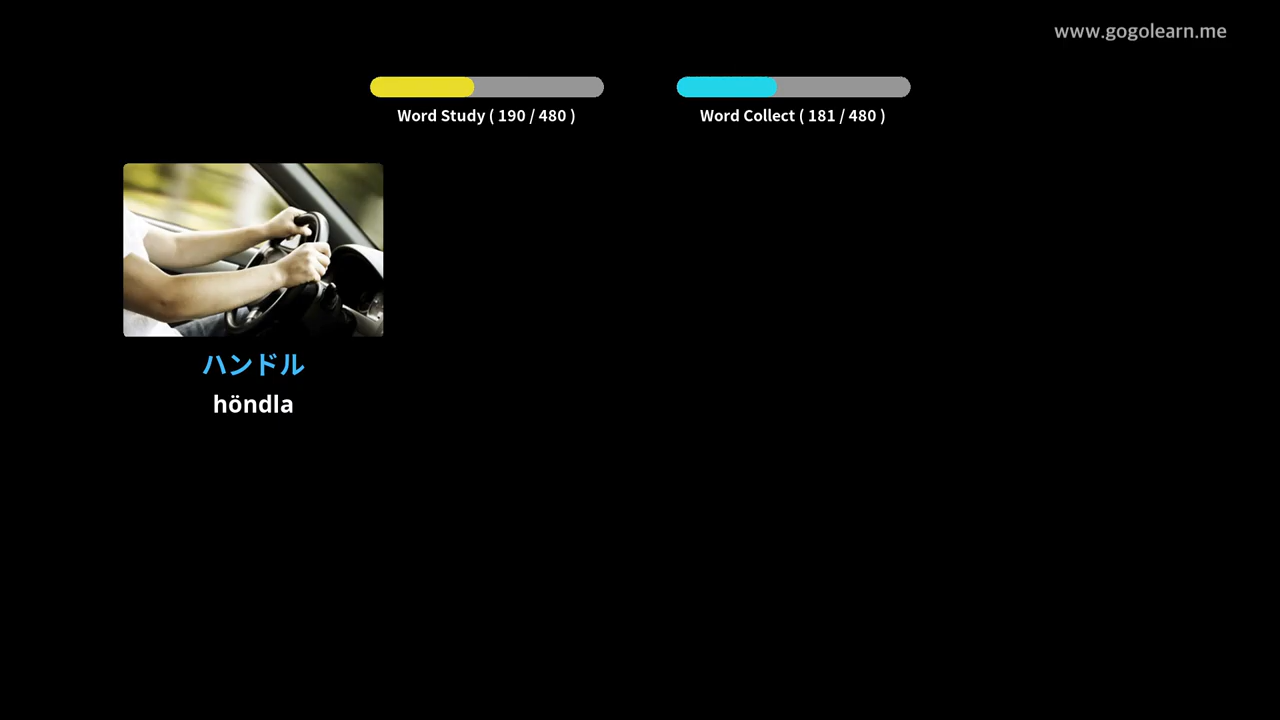 www.gogolearn.me
Word Study ( 190 / 480 )
Word Collect ( 181 / 480 )
ハンドル
höndla